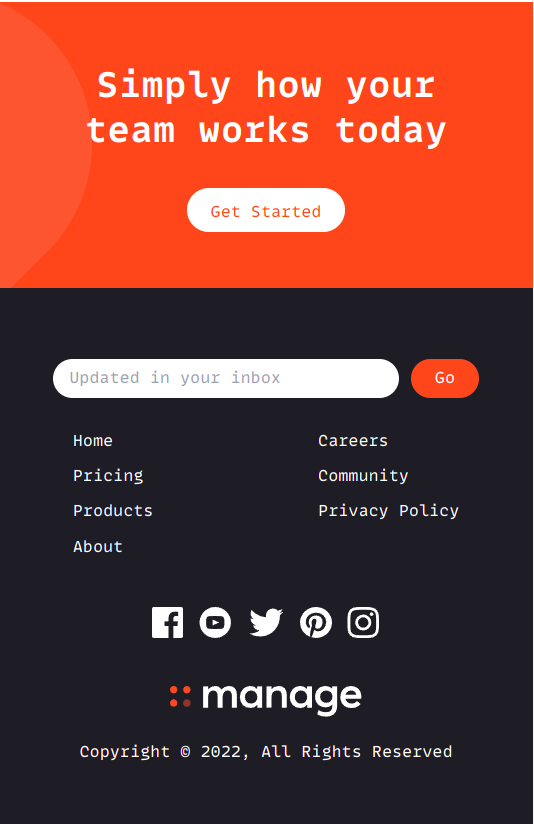 Simply how your
team works today
Get Started
Updated in your inbox
Go
Home
Pricing
Products
About
Careers
Community
Privacy Policy
manage
Copyright © 2022, All Rights Reserved